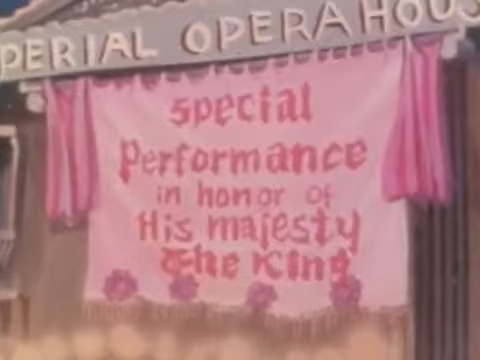 PERIAL OPERA HOUS
special
performance
in honor of
His majesty
The King